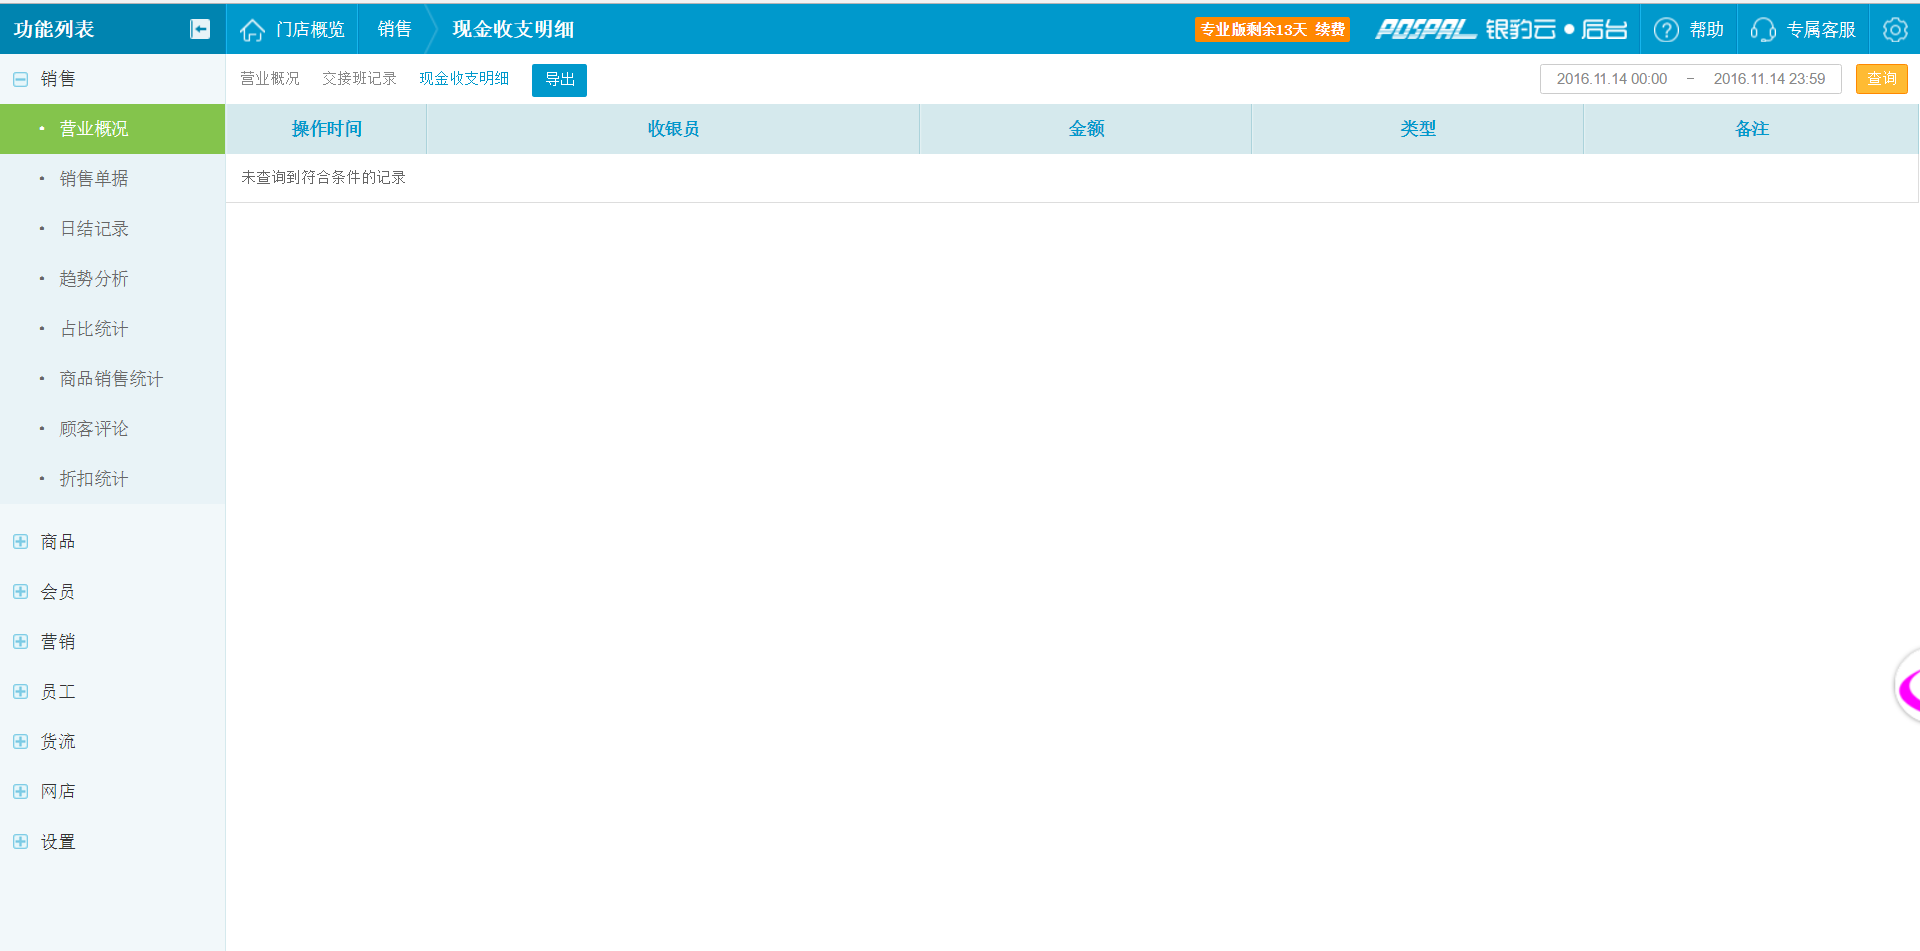 功能列表
门店概览
销售
现金收支明细
专业版剩余13天 续费
POSPAL 银豹云●后台
帮助
专属客服
销售
营业概况
销售单据
日结记录
趋势分析
占比统计
商品销售统计
顾客评论
折扣统计
商品
会员
营销
员工
货流
网店
设置
营业概况 交接班记录 现金收支明细 导出
2016.11.14 00:00 - 2016.11.14 23:59 查询
操作时间 收银员 金额 类型 备注
未查询到符合条件的记录